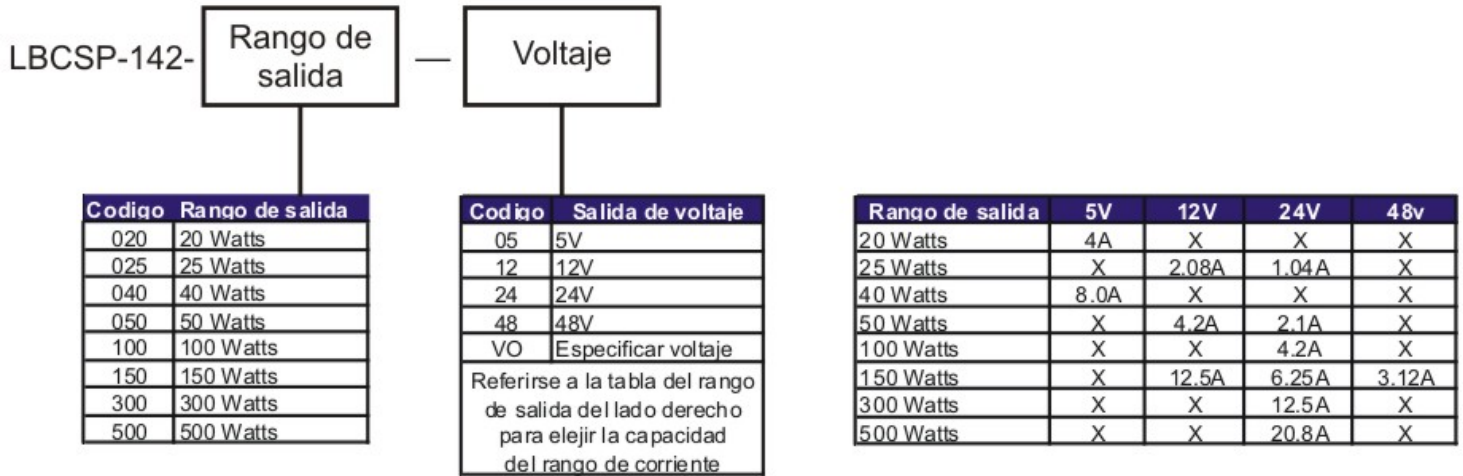 LBCSP-142- Rango de salida — Voltaje
Codigo Rango de salida
020 20 Watts
025 25 Watts
040 40 Watts
050 50 Watts
100 100 Watts
150 150 Watts
300 300 Watts
500 500 Watts
Codigo Salida de voltaje
05 5V
12 12V
24 24V
48 48V
VO Especificar voltaje
Referirse a la tabla del rango
de salida del lado derecho
para elejir la capacidad
del rango de corriente
Rango de salida 5V 12V 24V 48v
20 Watts 4A X X X
25 Watts X 2.08A 1.04A X
40 Watts 8.0A X X X
50 Watts X 4.2A 2.1A X
100 Watts X X 4.2A X
150 Watts X 12.5A 6.25A 3.12A
300 Watts X X 12.5A X
500 Watts X X 20.8A X